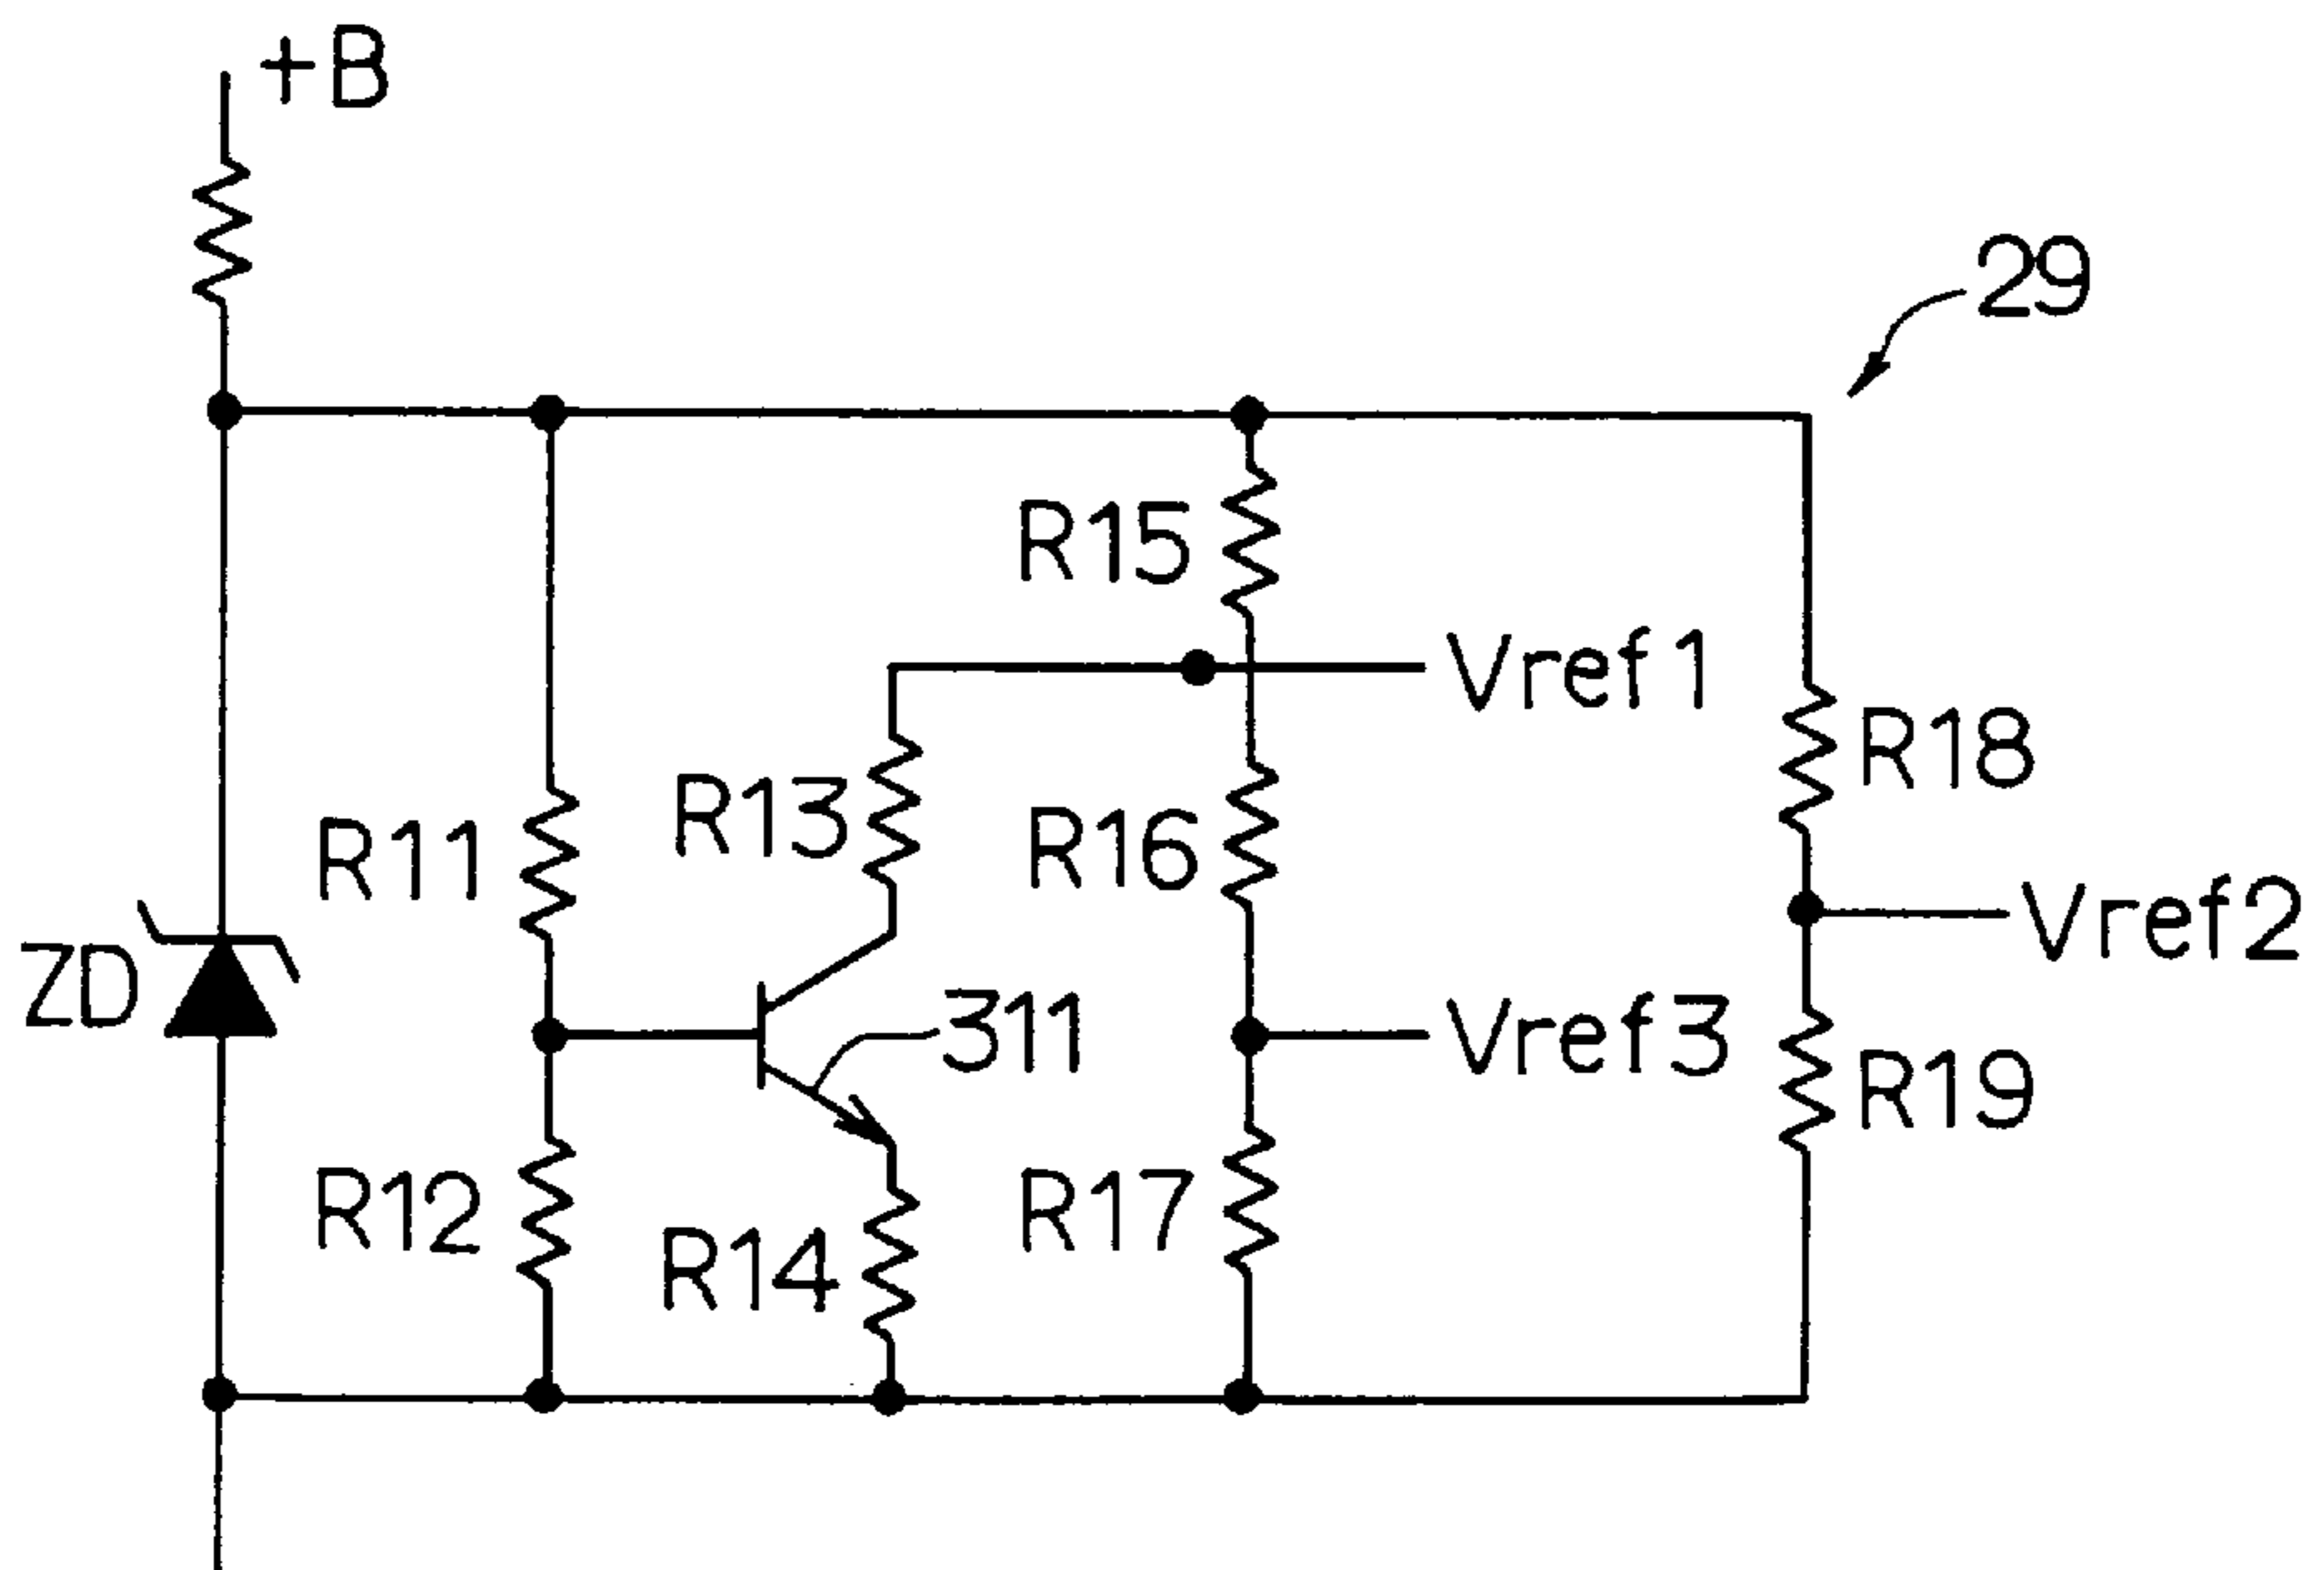 +B
29
R15
Vref1
R18
R13
R11
R16
Vref2
ZD
311
Vref3
R19
R12
R17
R14